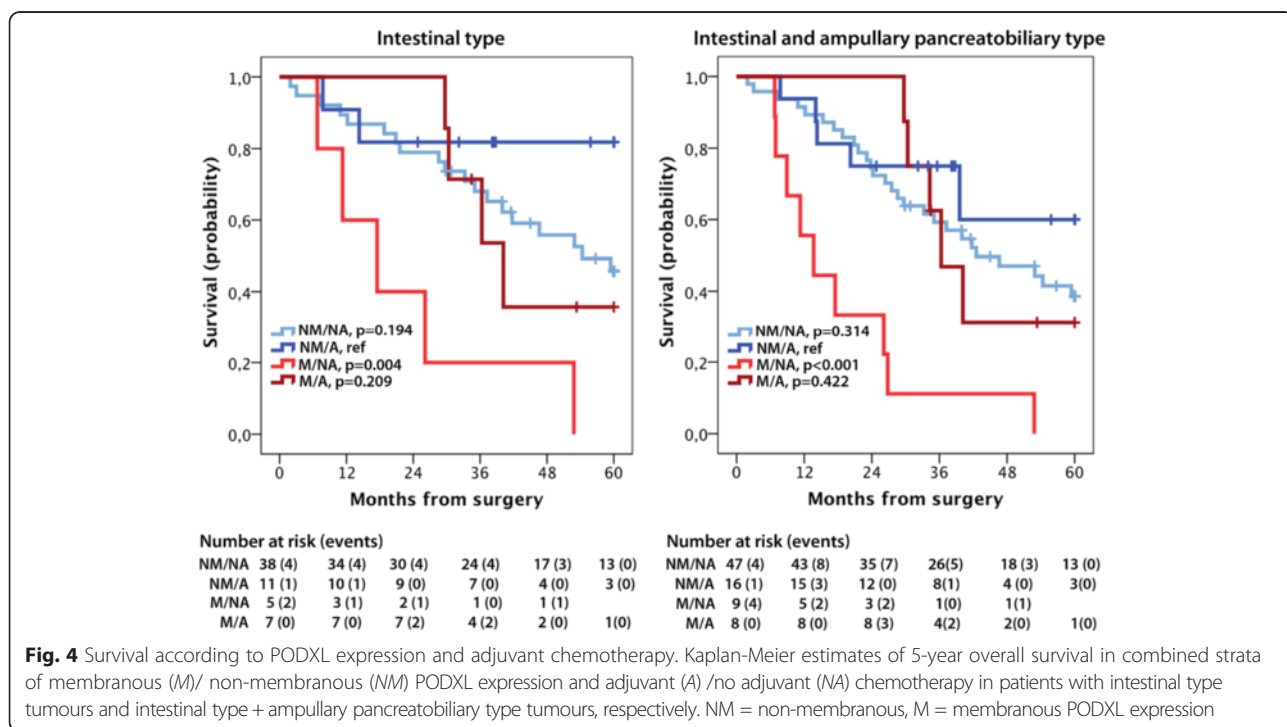 Intestinal type
Intestinal and ampullary pancreatobiliary type
Survival (probability)
1,0
0,8
0,6
0,4
0,2
0,0
NM/NA, p=0.194
NM/A, ref
M/NA, p=0.004
M/A, p=0.209
0 12 24 36 48 60
Months from surgery
Survival (probability)
1,0
0,8
0,6
0,4
0,2
0,0
NM/NA, p=0.314
NM/A, ref
M/NA, p<0.001
M/A, p=0.422
0 12 24 36 48 60
Months from surgery
Number at risk (events)
NM/NA 38 (4) 34 (4) 30 (4) 24 (4) 17 (3) 13 (0)
NM/A 11 (1) 10 (1) 9 (0) 7 (0) 4 (0) 3 (0)
M/NA 5 (2) 3 (1) 2 (1) 1 (0) 1 (1)
M/A 7 (0) 7 (0) 7 (2) 4 (2) 2 (0) 1(0)
Number at risk (events)
NM/NA 47 (4) 43 (8) 35 (7) 26(5) 18 (3) 13 (0)
NM/A 16 (1) 15 (3) 12 (0) 8(1) 4 (0) 3(0)
M/NA 9 (4) 5 (2) 3 (2) 1(0) 1(1)
M/A 8 (0) 8 (0) 8 (3) 4(2) 2(0) 1(0)
Fig. 4 Survival according to PODXL expression and adjuvant chemotherapy. Kaplan-Meier estimates of 5-year overall survival in combined strata
of membranous (M)/ non-membranous (NM) PODXL expression and adjuvant (A) /no adjuvant (NA) chemotherapy in patients with intestinal type
tumours and intestinal type + ampullary pancreatobiliary type tumours, respectively. NM = non-membranous, M = membranous PODXL expression